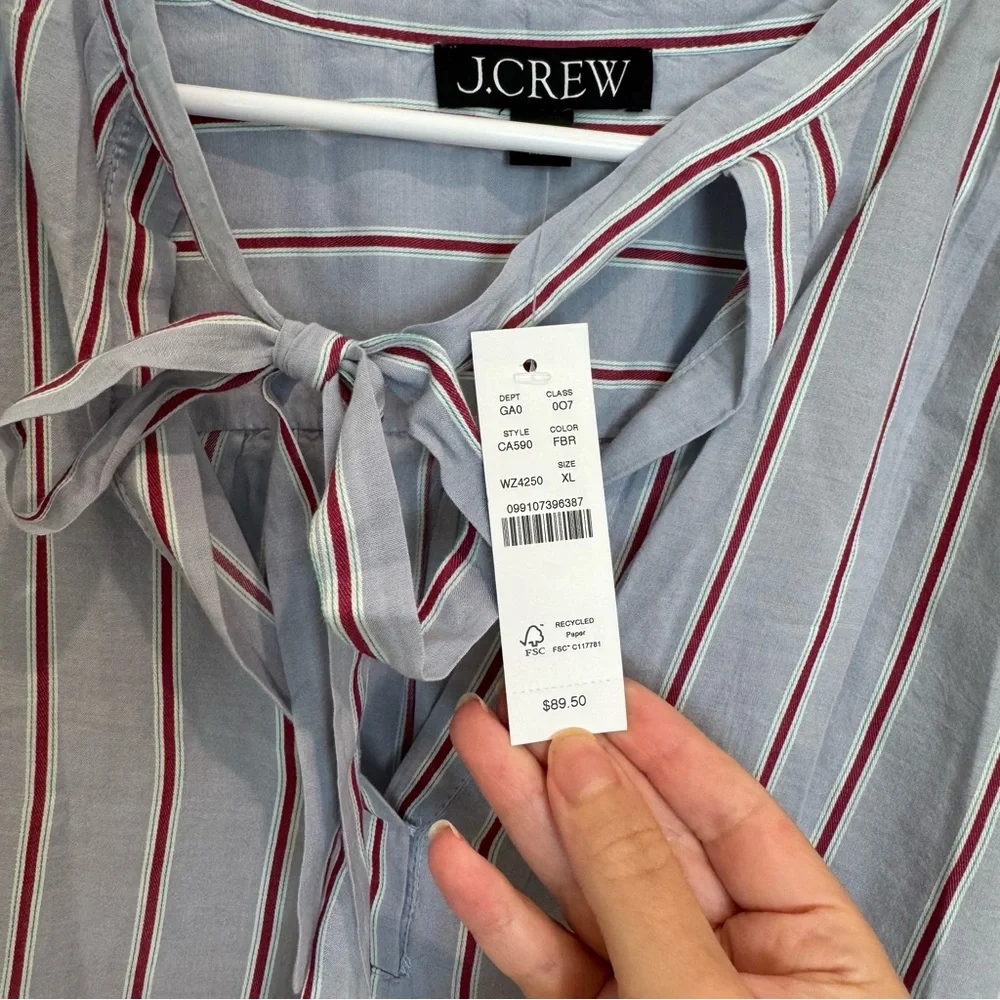 J.CREW
DEPT CLASS
GA0 007
STYLE COLOR
CA590 FBR
SIZE
WZ4250 XL
099107396387
RECYCLED
Paper
FSC™ C117781
FSC
$89.50